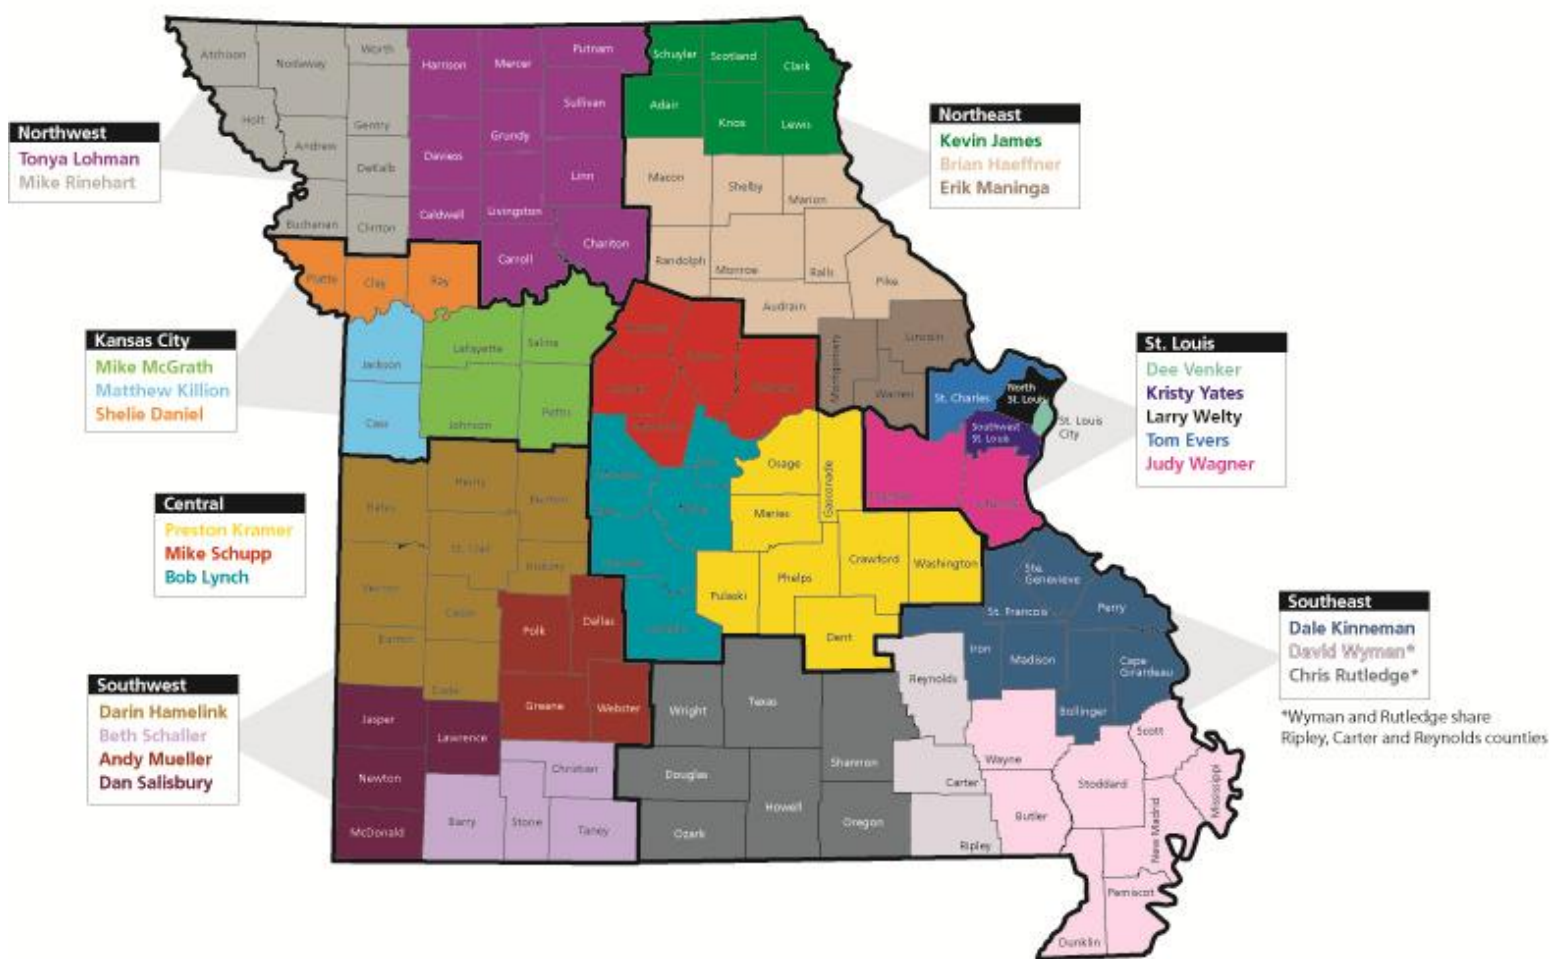 Northwest
Tonya Lohman
Mike Rinehart
Kansas City
Mike McGrath
Matthew Killion
Shelie Daniel
Central
Preston Kramer
Mike Schupp
Bob Lynch
Southwest
Darin Hamelink
Beth Schaller
Andy Mueller
Dan Salisbury
Northeast
Kevin James
Brian Haeffner
Erik Maninga
St. Louis
Dee Venker
Kristy Yates
Larry Welty
Tom Evers
Judy Wagner
Southeast
Dale Kinneman
David Wyman*
Chris Rutledge*
*Wyman and Rutledge share
Ripley, Carter and Reynolds counties
Atchison
Nodaway
Worth
Holt
Gentry
Andrew
DeKalb
Buchanan
Clinton
Harrison
Mercer
Putnam
Sullivan
Grundy
Daviess
Linn
Caldwell
Livingston
Carroll
Chariton
Schuyler
Scotland
Clark
Adair
Knox
Lewis
Macon
Shelby
Marion
Randolph
Monroe
Ralls
Pike
Audrain
Montgomery
Lincoln
Warren
Platte
Clay
Ray
Jackson
Cass
Lafayette
Saline
Johnson
Pettis
St. Charles
North
St. Louis
Southwest
St. Louis
St. Louis
City
Osage
Gasconade
Maries
Pulaski
Phelps
Crawford
Washington
Dent
Henry
St. Clair
Vernon
Cedar
Barton
Dade
Polk
Dallas
Greene
Webster
Jasper
Lawrence
Newton
McDonald
Christian
Barry
Stone
Taney
Wright
Texas
Douglas
Ozark
Howell
Shannon
Oregon
Ste.
Genevieve
St. Francois
Perry
Iron
Madison
Cape
Girardeau
Bollinger
Reynolds
Carter
Ripley
Wayne
Butler
Stoddard
Scott
Mississippi
New Madrid
Pemiscot
Dunklin